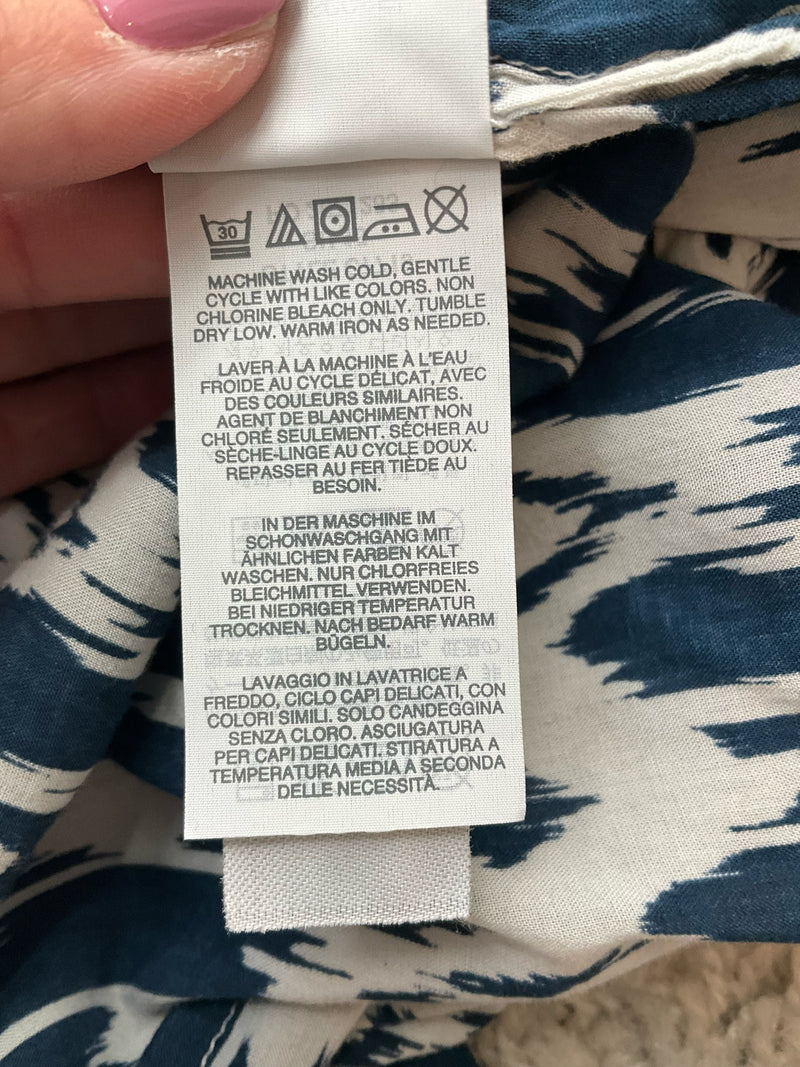 30
MACHINE WASH COLD, GENTLE
CYCLE WITH LIKE COLORS. NON
CHLORINE BLEACH ONLY. TUMBLE
DRY LOW. WARM IRON AS NEEDED.
LAVER À LA MACHINE À L'EAU
FROIDE AU CYCLE DÉLICAT, AVEC
DES COULEURS SIMILAIRES.
AGENT DE BLANCHIMENT NON
CHLORÉ SEULEMENT. SÉCHER AU
SÈCHE-LINGE AU CYCLE DOUX.
REPASSER AU FER TIÈDE AU
BESOIN.
IN DER MASCHINE IM
SCHONWASCHGANG MIT
ÄHNLICHEN FARBEN KALT
WASCHEN. NUR CHLORFREIES
BLEICHMITTEL VERWENDEN.
BEI NIEDRIGER TEMPERATUR
TROCKNEN. NACH BEDARF WARM
BÜGELN.
LAVAGGIO IN LAVATRICE A
FREDDO, CICLO CAPI DELICATI, CON
COLORI SIMILI. SOLO CANDEGGINA
SENZA CLORO. ASCIUGATURA
PER CAPI DELICATI. STIRATURA A
TEMPERATURA MEDIA A SECONDA
DELLE NECESSITÀ.